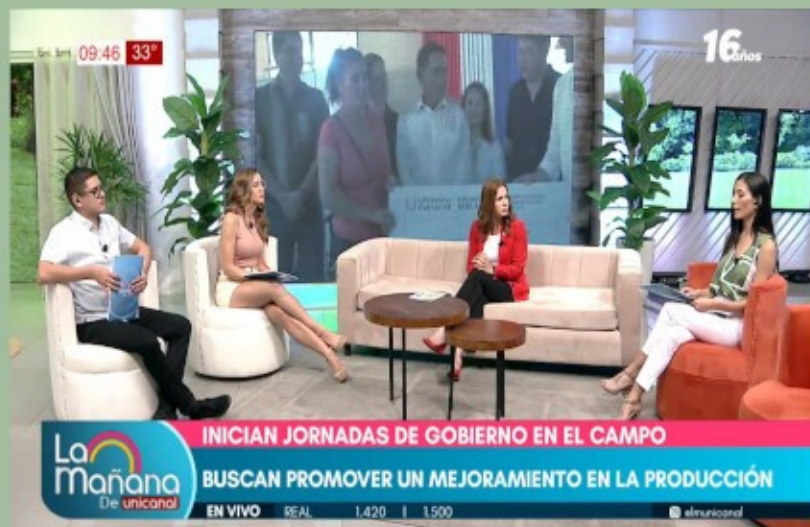 09:46 33°
16 años
INICIAN JORNADAS DE GOBIERNO EN EL CAMPO
La Mañana
De unicanal
BUSCAN PROMOVER UN MEJORAMIENTO EN LA PRODUCCIÓN
EN VIVO REAL 1.420 | 1.500 elmunicanal